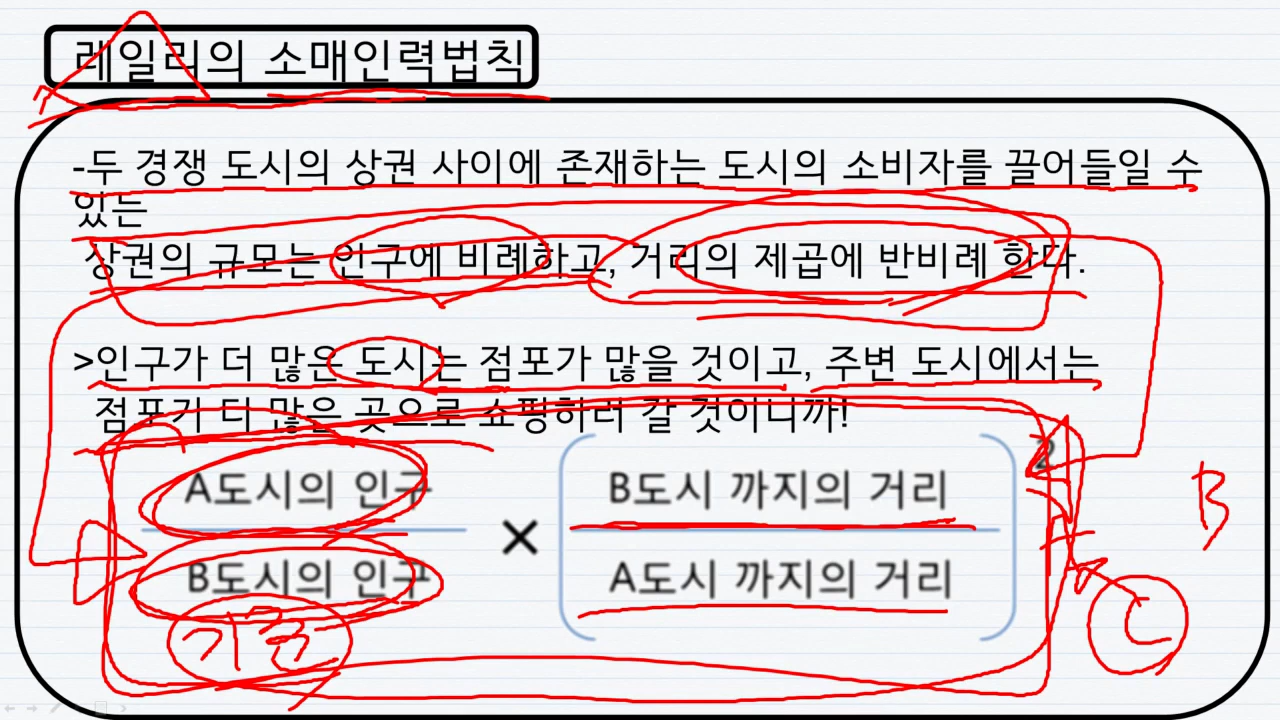 레일리의 소매인력법칙
-두 경쟁 도시의 상권 사이에 존재하는 도시의 소비자를 끌어들일 수
있는
상권의 규모는 인구에 비례하고, 거리의 제곱에 반비례 한다.
>인구가 더 많은 도시는 점포가 많을 것이고, 주변 도시에서는
점포가 더 많은 곳으로 쇼핑하러 갈 것이니까!
A도시의 인구
B도시의 인구
×
B도시 까지의 거리
A도시 까지의 거리
2
B
C
기준